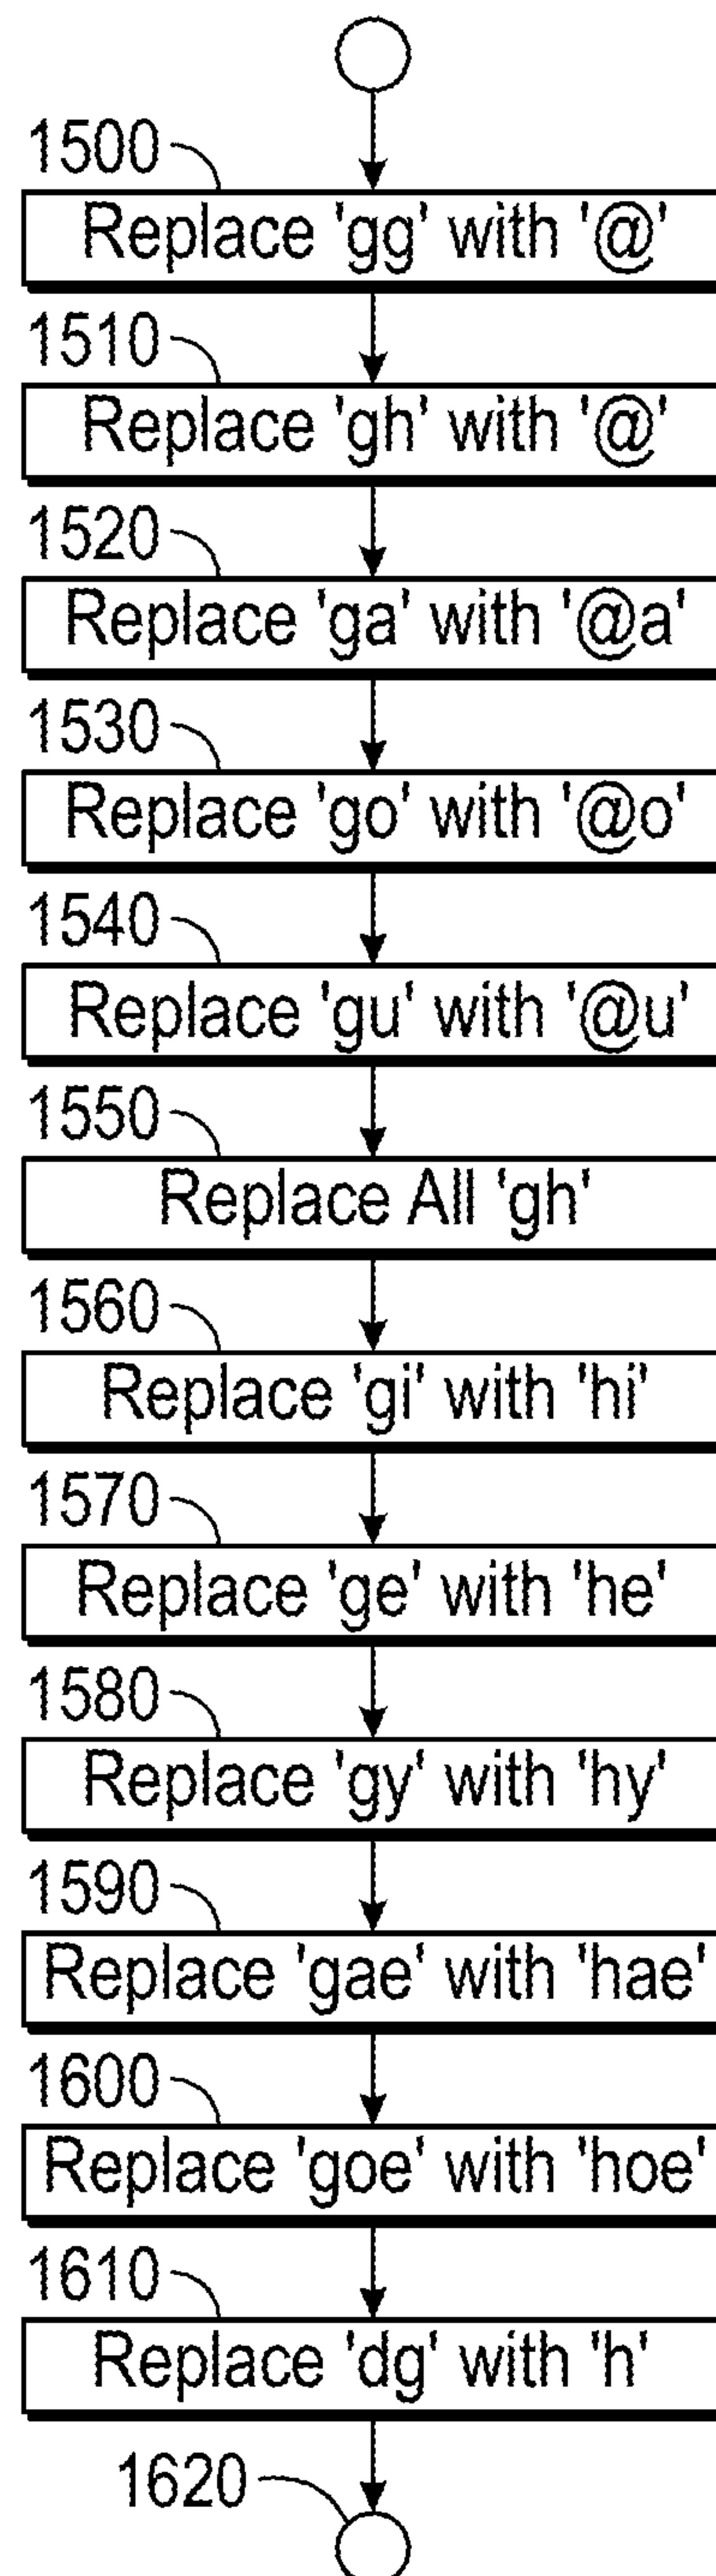 1500
Replace 'gg' with '@'
1510
Replace 'gh' with '@'
1520
Replace 'ga' with '@a'
1530
Replace 'go' with '@o'
1540
Replace 'gu' with '@u'
1550
Replace All 'gh'
1560
Replace 'gi' with 'hi'
1570
Replace 'ge' with 'he'
1580
Replace 'gy' with 'hy'
1590
Replace 'gae' with 'hae'
1600
Replace 'goe' with 'hoe'
1610
Replace 'dg' with 'h'
1620